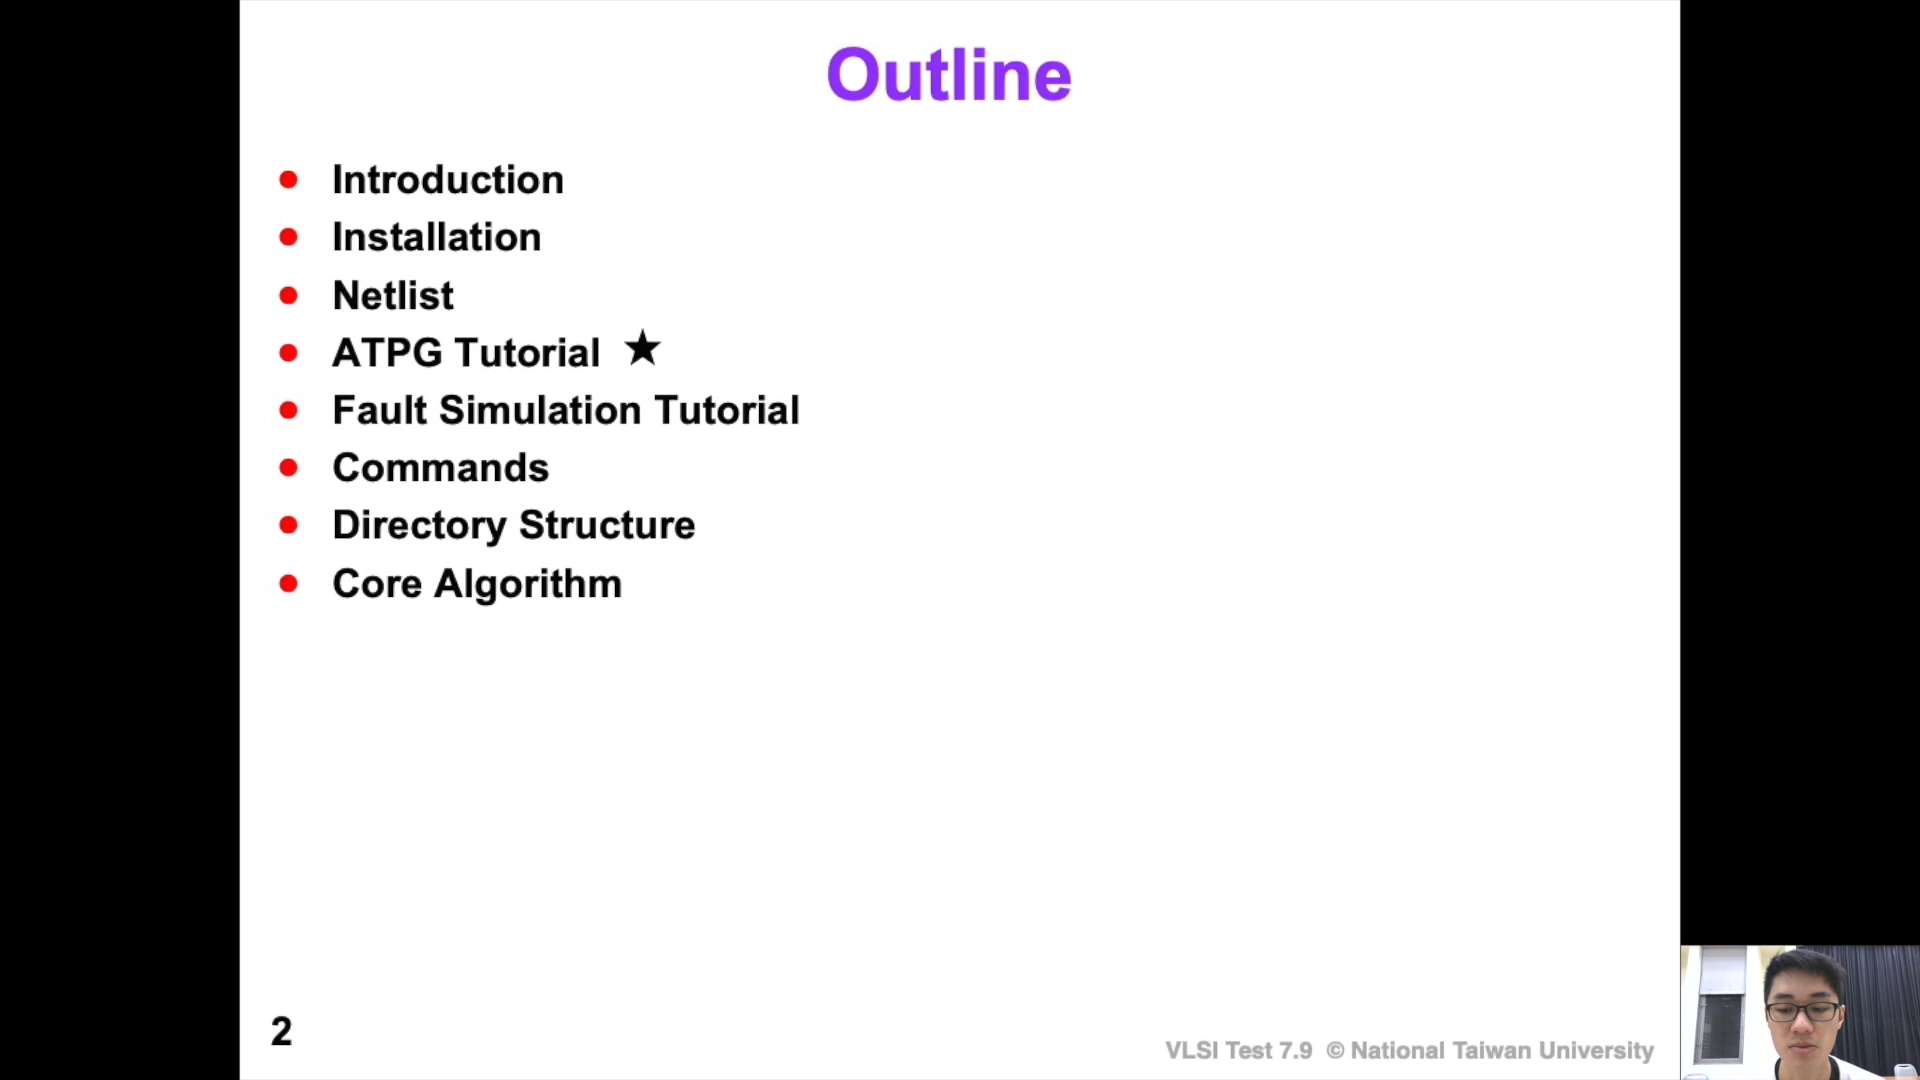 Outline
● Introduction
● Installation
● Netlist
● ATPG Tutorial ★
● Fault Simulation Tutorial
● Commands
● Directory Structure
● Core Algorithm
2
VLSI Test 7.9 © National Taiwan University